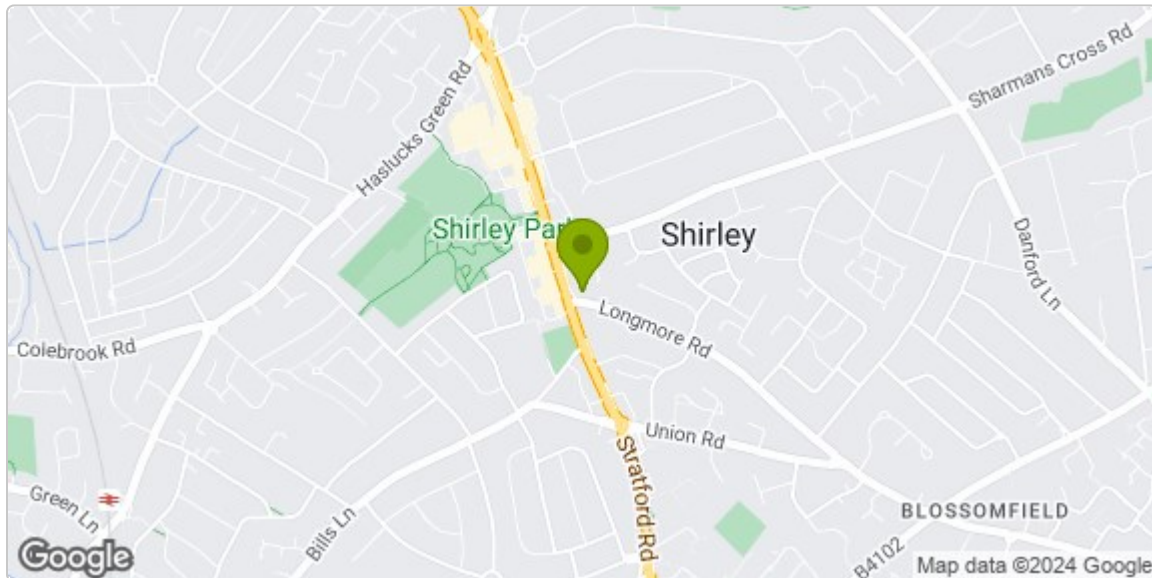 Haslucks Green Rd
Sharmans Cross Rd
Shirley Park
Shirley
Danford Ln
Longmore Rd
Colebrook Rd
Union Rd
Stratford Rd
Green Ln
Bills Ln
BLOSSOMFIELD
B4102
Google
Map data ©2024 Google